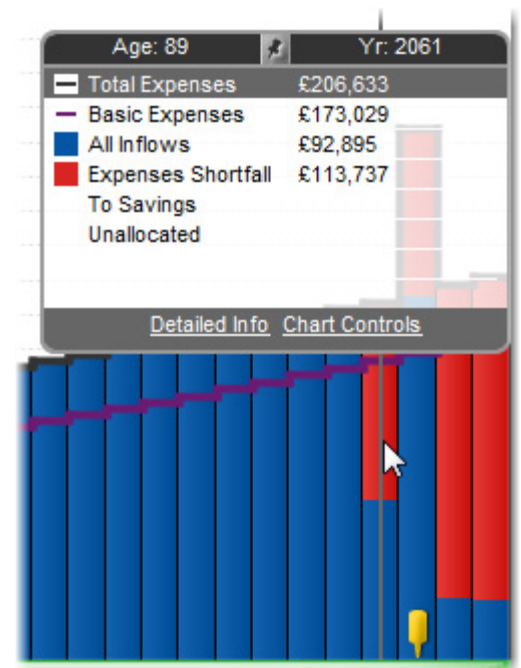 Age: 89 Yr: 2061
Total Expenses £206,633
Basic Expenses £173,029
All Inflows £92,895
Expenses Shortfall £113,737
To Savings
Unallocated
Detailed Info Chart Controls